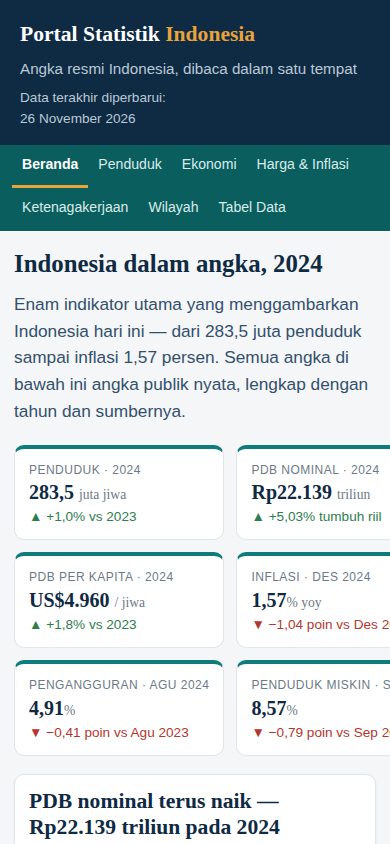 Portal Statistik Indonesia
Angka resmi Indonesia, dibaca dalam satu tempat
Data terakhir diperbarui:
26 November 2026
Beranda Penduduk Ekonomi Harga & Inflasi
Ketenagakerjaan Wilayah Tabel Data
Indonesia dalam angka, 2024
Enam indikator utama yang menggambarkan
Indonesia hari ini — dari 283,5 juta penduduk
sampai inflasi 1,57 persen. Semua angka di
bawah ini angka publik nyata, lengkap dengan
tahun dan sumbernya.
PENDUDUK · 2024
283,5 juta jiwa
▲ +1,0% vs 2023
PDB NOMINAL · 2024
Rp22.139 triliun
▲ +5,03% tumbuh riil
PDB PER KAPITA · 2024
US$4.960 / jiwa
▲ +1,8% vs 2023
INFLASI · DES 2024
1,57% yoy
▼ −1,04 poin vs Des
PENGANGGURAN · AGU 2024
4,91%
▼ −0,41 poin vs Agu 2023
PENDUDUK MISKIN ·
8,57%
▼ −0,79 poin vs Sep
PDB nominal terus naik —
Rp22.139 triliun pada 2024